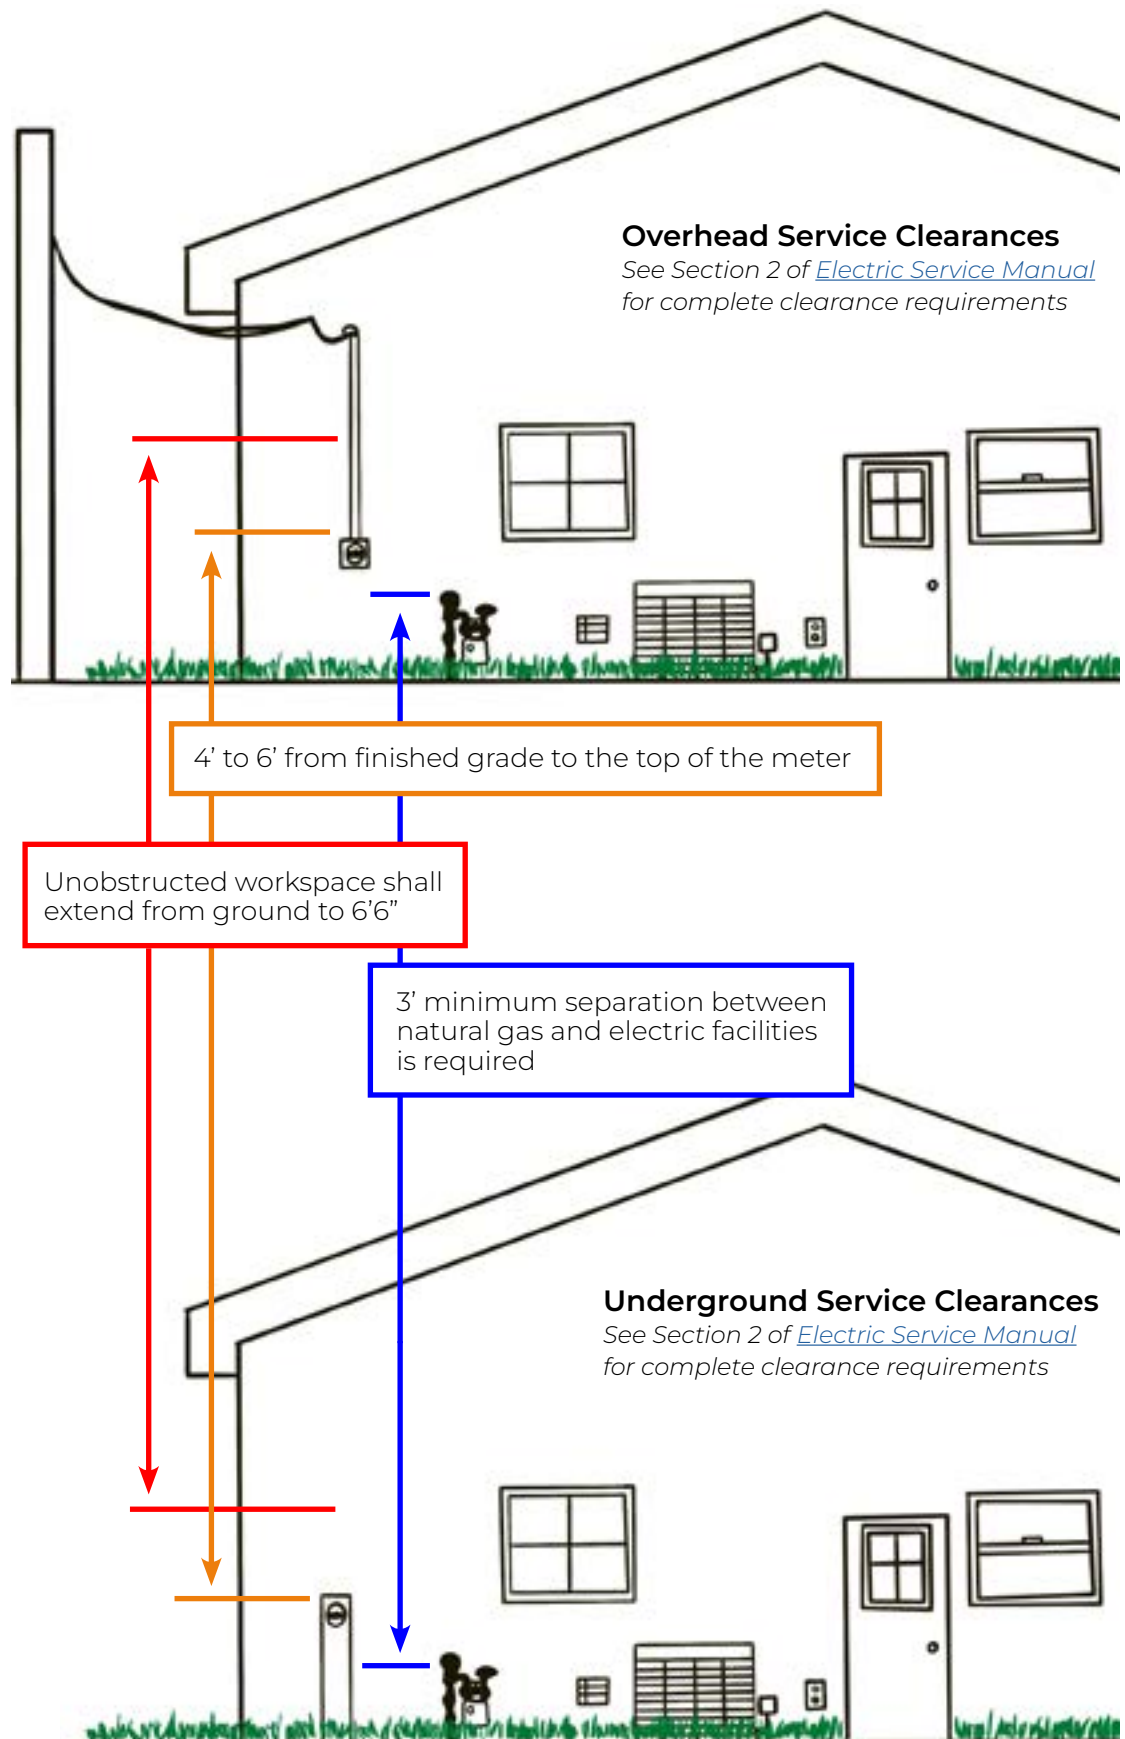 Overhead Service Clearances
See Section 2 of Electric Service Manual
for complete clearance requirements
4’ to 6’ from finished grade to the top of the meter
Unobstructed workspace shall
extend from ground to 6’6”
3’ minimum separation between
natural gas and electric facilities
is required
Underground Service Clearances
See Section 2 of Electric Service Manual
for complete clearance requirements